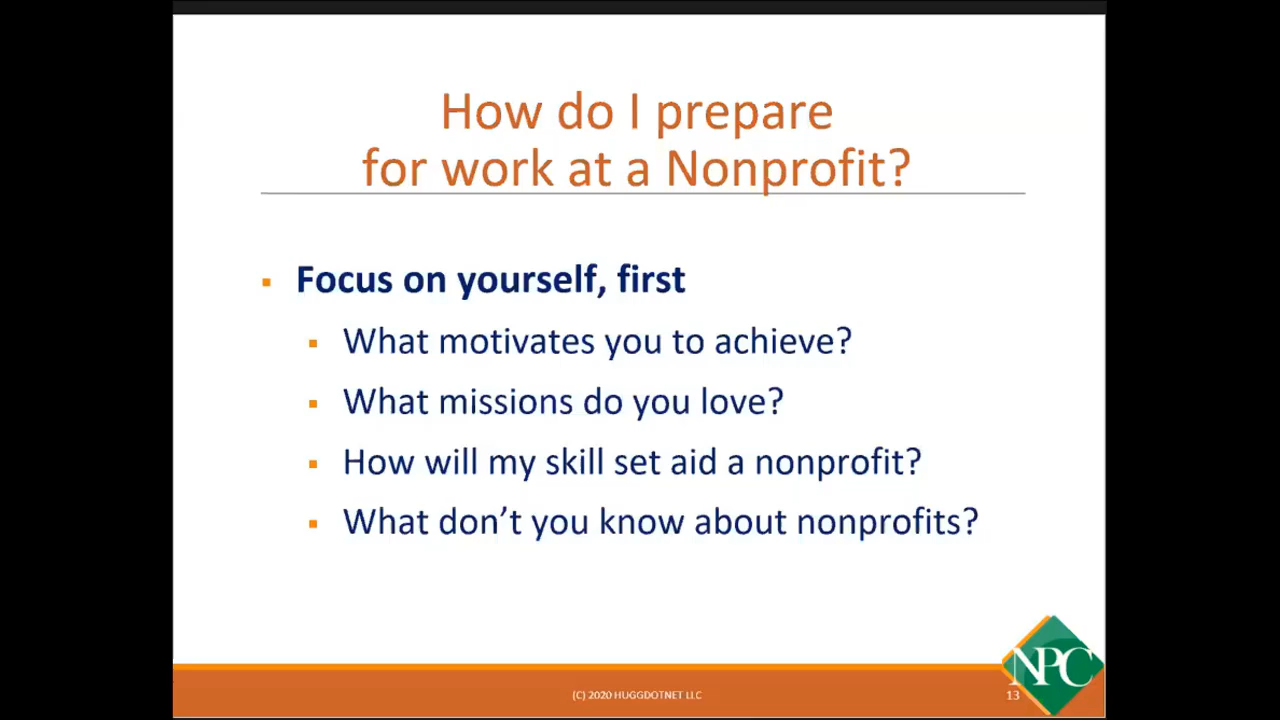 How do I prepare
for work at a Nonprofit?
Focus on yourself, first
What motivates you to achieve?
What missions do you love?
How will my skill set aid a nonprofit?
What don’t you know about nonprofits?
NPC
(C) 2020 HUGGDOTNET LLC
13